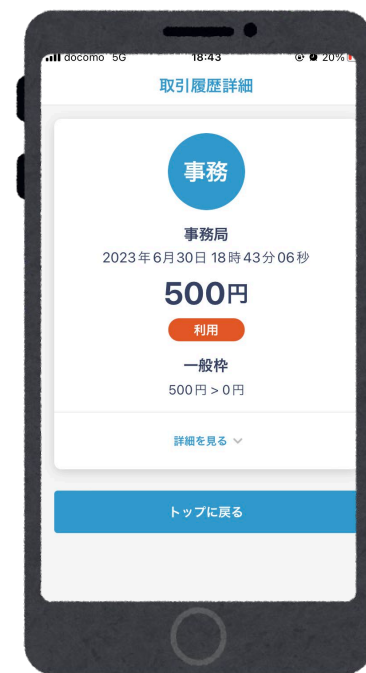 docomo 5G 18:43 20%
取引履歴詳細
事務
事務局
2023年6月30日 18時43分06秒
500円
利用
一般枠
500円 > 0円
詳細を見る
トップに戻る